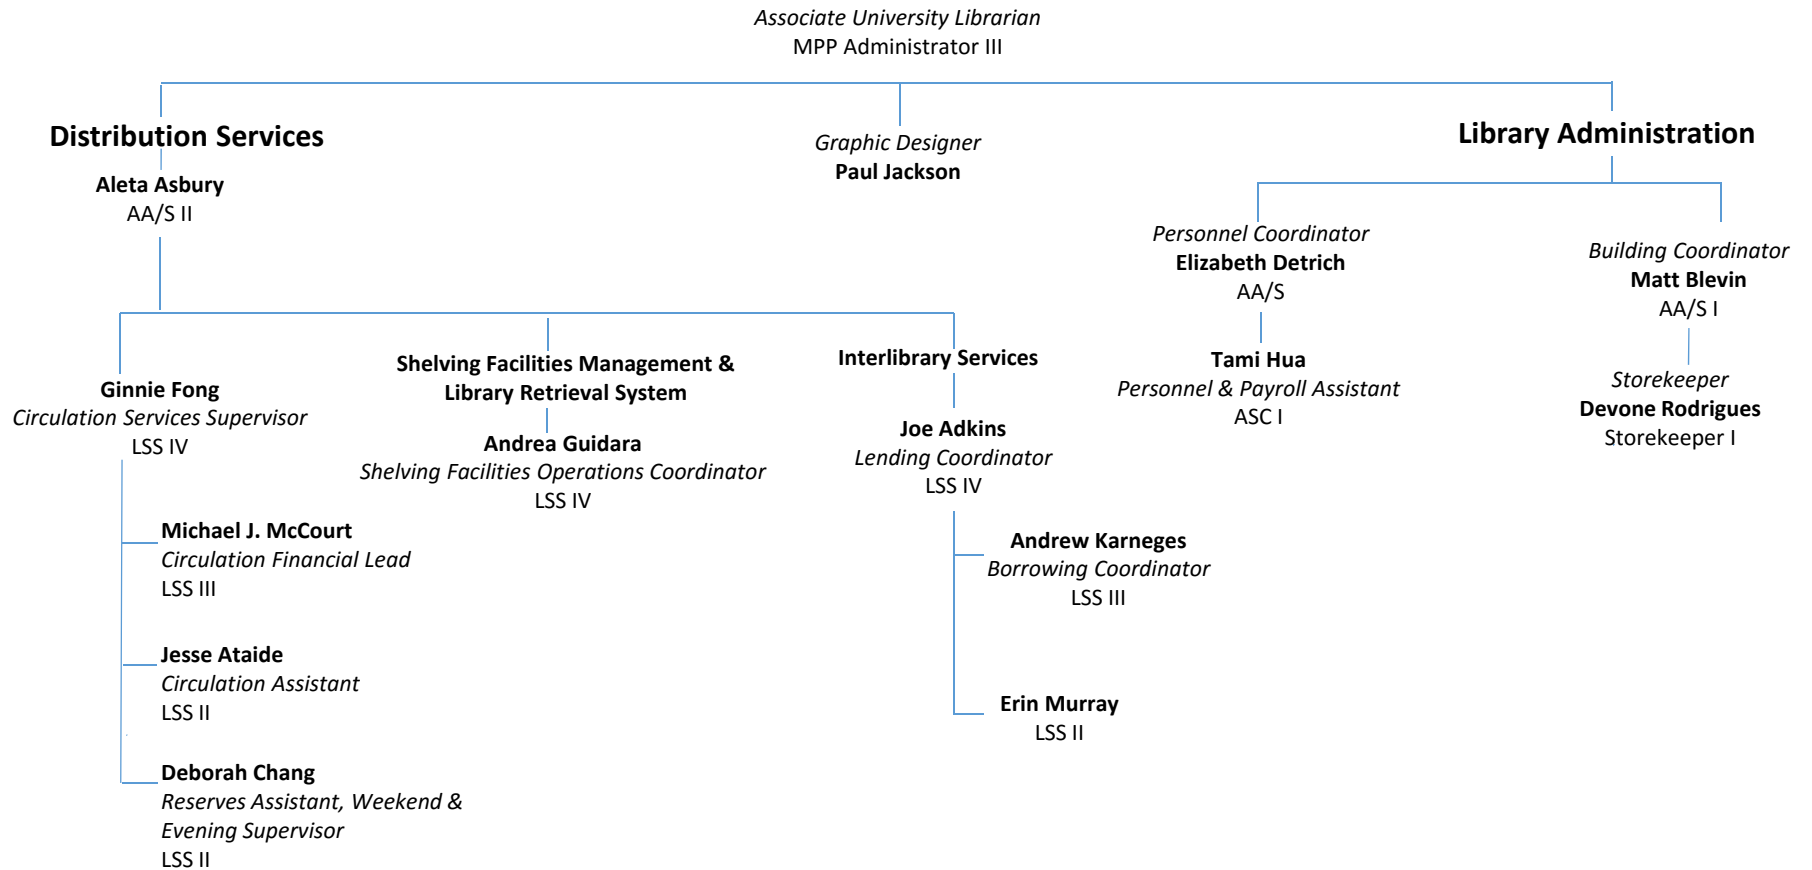 Associate University Librarian
MPP Administrator III
Distribution Services
Aleta Asbury
AA/S II
Graphic Designer
Paul Jackson
Library Administration
Personnel Coordinator
Elizabeth Detrich
AA/S
Tami Hua
Personnel & Payroll Assistant
ASC I
Building Coordinator
Matt Blevin
AA/S I
Storekeeper
Devone Rodrigues
Storekeeper I
Ginnie Fong
Circulation Services Supervisor
LSS IV
Michael J. McCourt
Circulation Financial Lead
LSS III
Jesse Ataide
Circulation Assistant
LSS II
Deborah Chang
Reserves Assistant, Weekend &
Evening Supervisor
LSS II
Shelving Facilities Management &
Library Retrieval System
Andrea Guidara
Shelving Facilities Operations Coordinator
LSS IV
Interlibrary Services
Joe Adkins
Lending Coordinator
LSS IV
Andrew Karneges
Borrowing Coordinator
LSS III
Erin Murray
LSS II